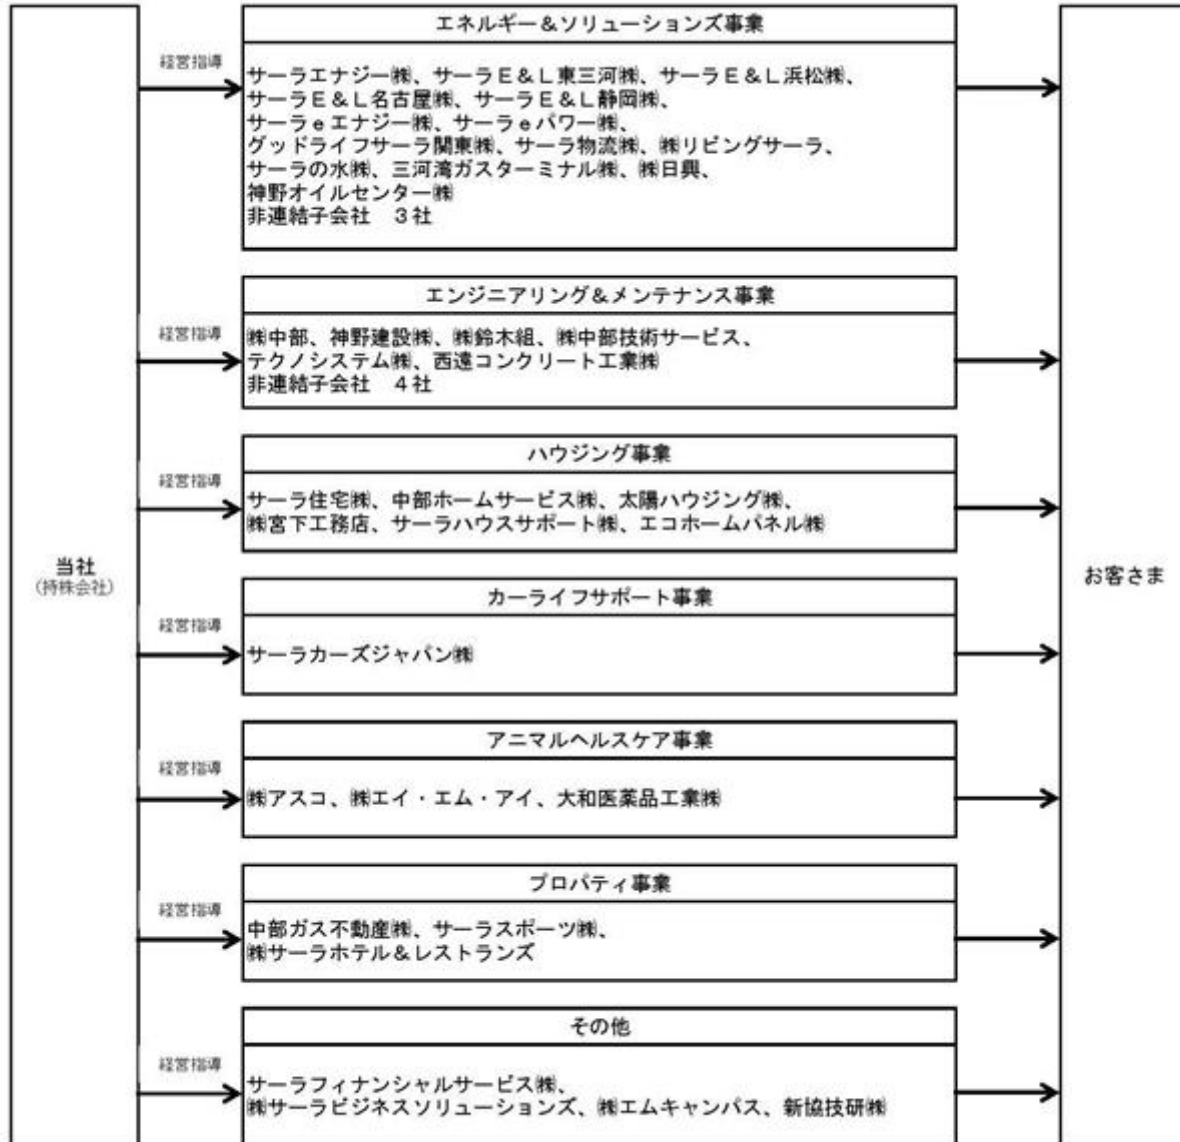 当社
(持株会社)
経営指導
エネルギー＆ソリューションズ事業
サーラエナジー㈱、サーラＥ＆Ｌ東三河㈱、サーラＥ＆Ｌ浜松㈱、
サーラＥ＆Ｌ名古屋㈱、サーラＥ＆Ｌ静岡㈱、
サーラｅエナジー㈱、サーラｅパワー㈱、
グッドライフサーラ関東㈱、サーラ物流㈱、㈱リビングサーラ、
サーラの水㈱、三河湾ガスターミナル㈱、㈱日興、
神野オイルセンター㈱
非連結子会社　３社
経営指導
エンジニアリング＆メンテナンス事業
㈱中部、神野建設㈱、㈱鈴木組、㈱中部技術サービス、
テクノシステム㈱、西遠コンクリート工業㈱
非連結子会社　４社
経営指導
ハウジング事業
サーラ住宅㈱、中部ホームサービス㈱、太陽ハウジング㈱、
㈱宮下工務店、サーラハウスサポート㈱、エコホームパネル㈱
経営指導
カーライフサポート事業
サーラカーズジャパン㈱
経営指導
アニマルヘルスケア事業
㈱アスコ、㈱エイ・エム・アイ、大和医薬品工業㈱
経営指導
プロパティ事業
中部ガス不動産㈱、サーラスポーツ㈱、
㈱サーラホテル＆レストランズ
経営指導
その他
サーラフィナンシャルサービス㈱、
㈱サーラビジネスソリューションズ、㈱エムキャンパス、新協技研㈱
お客さま